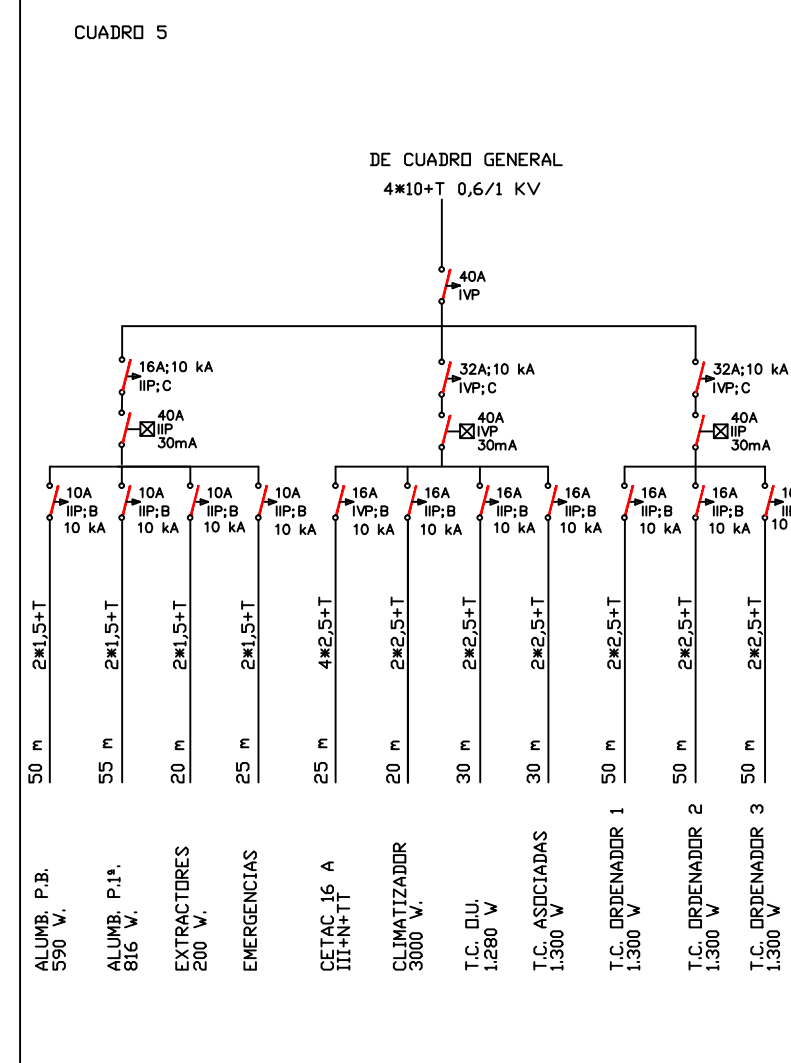 CUADRO 5
DE CUADRO GENERAL
4*10+T 0,6/1 KV
40A
IVP
16A;10 kA
IIP;C
40A
IIP
30mA
32A;10 kA
IVP;C
40A
IVP
30mA
32A;10 kA
IVP;C
40A
IIP
30mA
10A
IIP;B
10 kA
10A
IIP;B
10 kA
10A
IIP;B
10 kA
10A
IIP;B
10 kA
16A
IVP;B
10 kA
16A
IIP;B
10 kA
16A
IIP;B
10 kA
16A
IIP;B
10 kA
16A
IIP;B
10 kA
16A
IIP;B
10 kA
10
2*1,5+T
2*1,5+T
2*1,5+T
2*1,5+T
4*2,5+T
2*2,5+T
2*2,5+T
2*2,5+T
2*2,5+T
2*2,5+T
2*2,5+T
50 m
55 m
20 m
25 m
25 m
20 m
30 m
30 m
50 m
50 m
50 m
ALUMB. P.B.
590 W.
ALUMB. P.1ª.
816 W.
EXTRACTORES
200 W.
EMERGENCIAS
CETAC 16 A
III+N+TT
CLIMATIZADOR
3000 W.
T.C. O.U.
1.280 W
T.C. ASOCIADAS
1.300 W
T.C. ORDENADOR 1
1.300 W
T.C. ORDENADOR 2
1.300 W
T.C. ORDENADOR 3
1.300 W